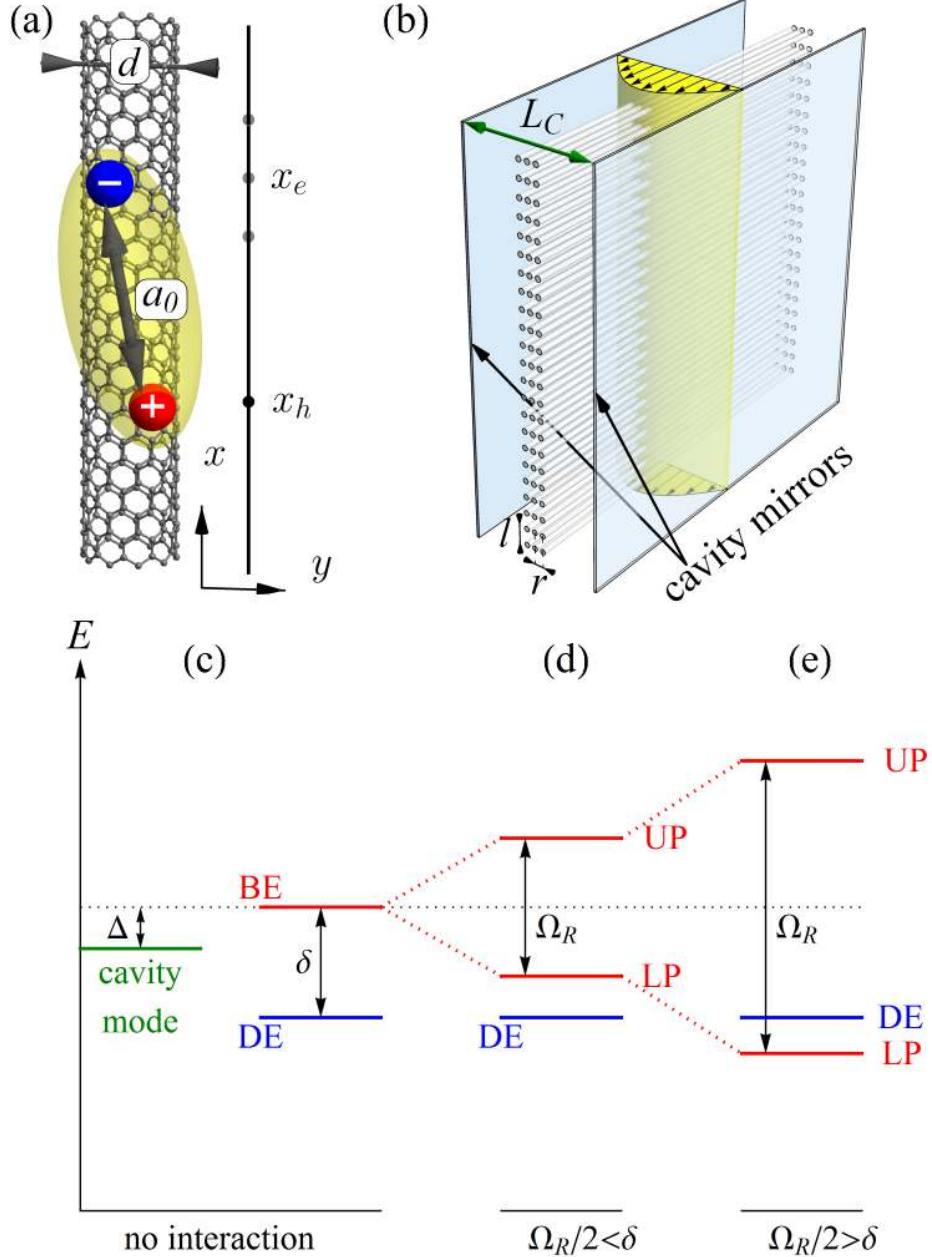 (a)
d
−
x_e
a_0
+
x_h
x
y
(b)
L_C
l
r
cavity mirrors
E
(c)
(d)
(e)
UP
UP
BE
Δ
δ
Ω_R
Ω_R
cavity
mode
LP
DE
DE
DE
LP
no interaction
Ω_R/2<δ
Ω_R/2>δ